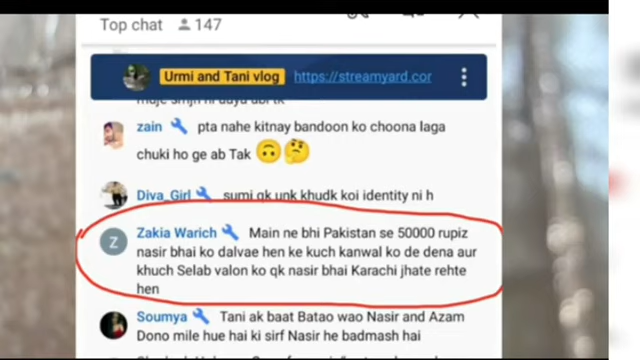 Top chat 147
Urmi and Tani vlog https://streamyard.cor
zain pta nahe kitnay bandoon ko choona laga
chuki ho ge ab Tak 🙃🤔
Diva_Girl sumi qk unk khudk koi identity ni h
Z Zakia Warich Main ne bhi Pakistan se 50000 rupiz
nasir bhai ko dalvae hen ke kuch kanwal ko de dena aur
khuch Selab valon ko qk nasir bhai Karachi jhate rehte
hen
Soumya Tani ak baat Batao wao Nasir and Azam
Dono mile hue hai ki sirf Nasir he badmash hai